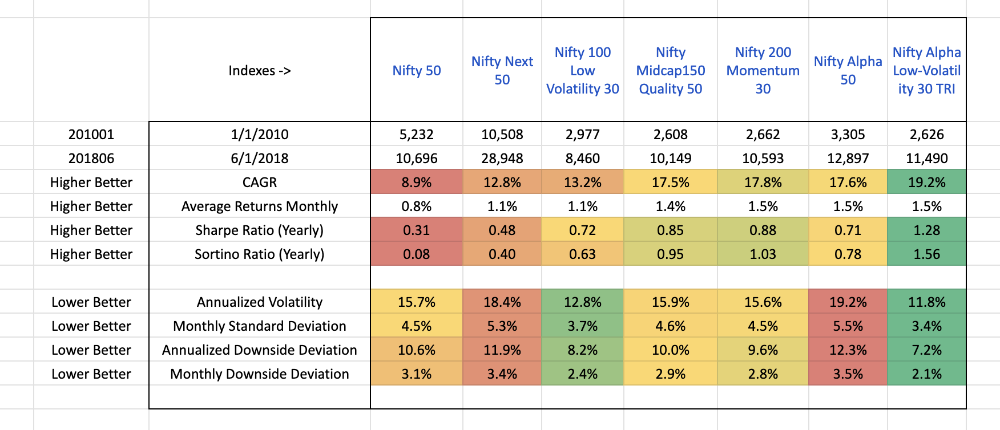 Indexes ->
Nifty 50
Nifty Next
50
Nifty 100
Low
Volatility 30
Nifty
Midcap150
Quality 50
Nifty 200
Momentum
30
Nifty Alpha
50
Nifty Alpha
Low-Volatil
ity 30 TRI
201001 1/1/2010 5,232 10,508 2,977 2,608 2,662 3,305 2,626
201806 6/1/2018 10,696 28,948 8,460 10,149 10,593 12,897 11,490
Higher Better CAGR 8.9% 12.8% 13.2% 17.5% 17.8% 17.6% 19.2%
Higher Better Average Returns Monthly 0.8% 1.1% 1.1% 1.4% 1.5% 1.5% 1.5%
Higher Better Sharpe Ratio (Yearly) 0.31 0.48 0.72 0.85 0.88 0.71 1.28
Higher Better Sortino Ratio (Yearly) 0.08 0.40 0.63 0.95 1.03 0.78 1.56
Lower Better Annualized Volatility 15.7% 18.4% 12.8% 15.9% 15.6% 19.2% 11.8%
Lower Better Monthly Standard Deviation 4.5% 5.3% 3.7% 4.6% 4.5% 5.5% 3.4%
Lower Better Annualized Downside Deviation 10.6% 11.9% 8.2% 10.0% 9.6% 12.3% 7.2%
Lower Better Monthly Downside Deviation 3.1% 3.4% 2.4% 2.9% 2.8% 3.5% 2.1%